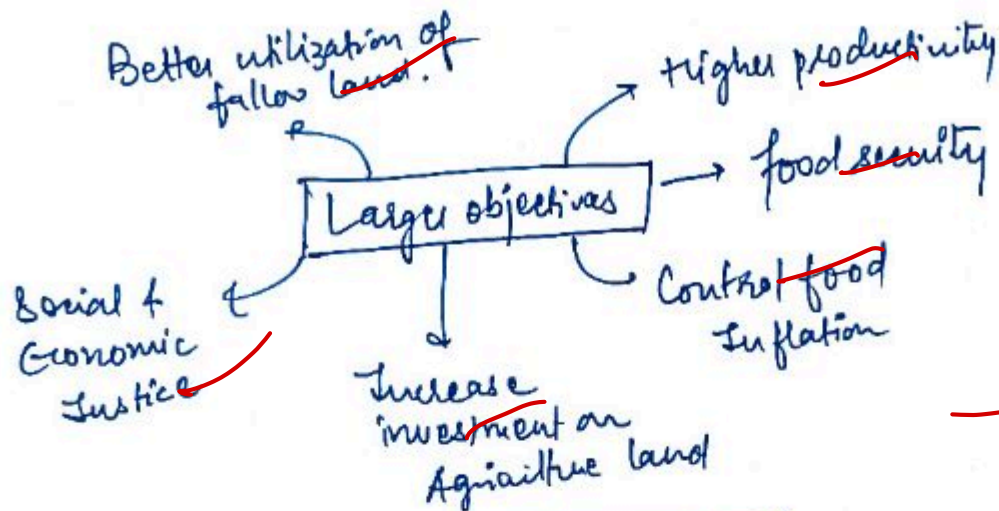 Better utilization of
fallow land.
Higher productivity
food security
Larger objectives
Control food
Inflation
Social &
Economic
Justice
Increase
investment on
Agriculture land